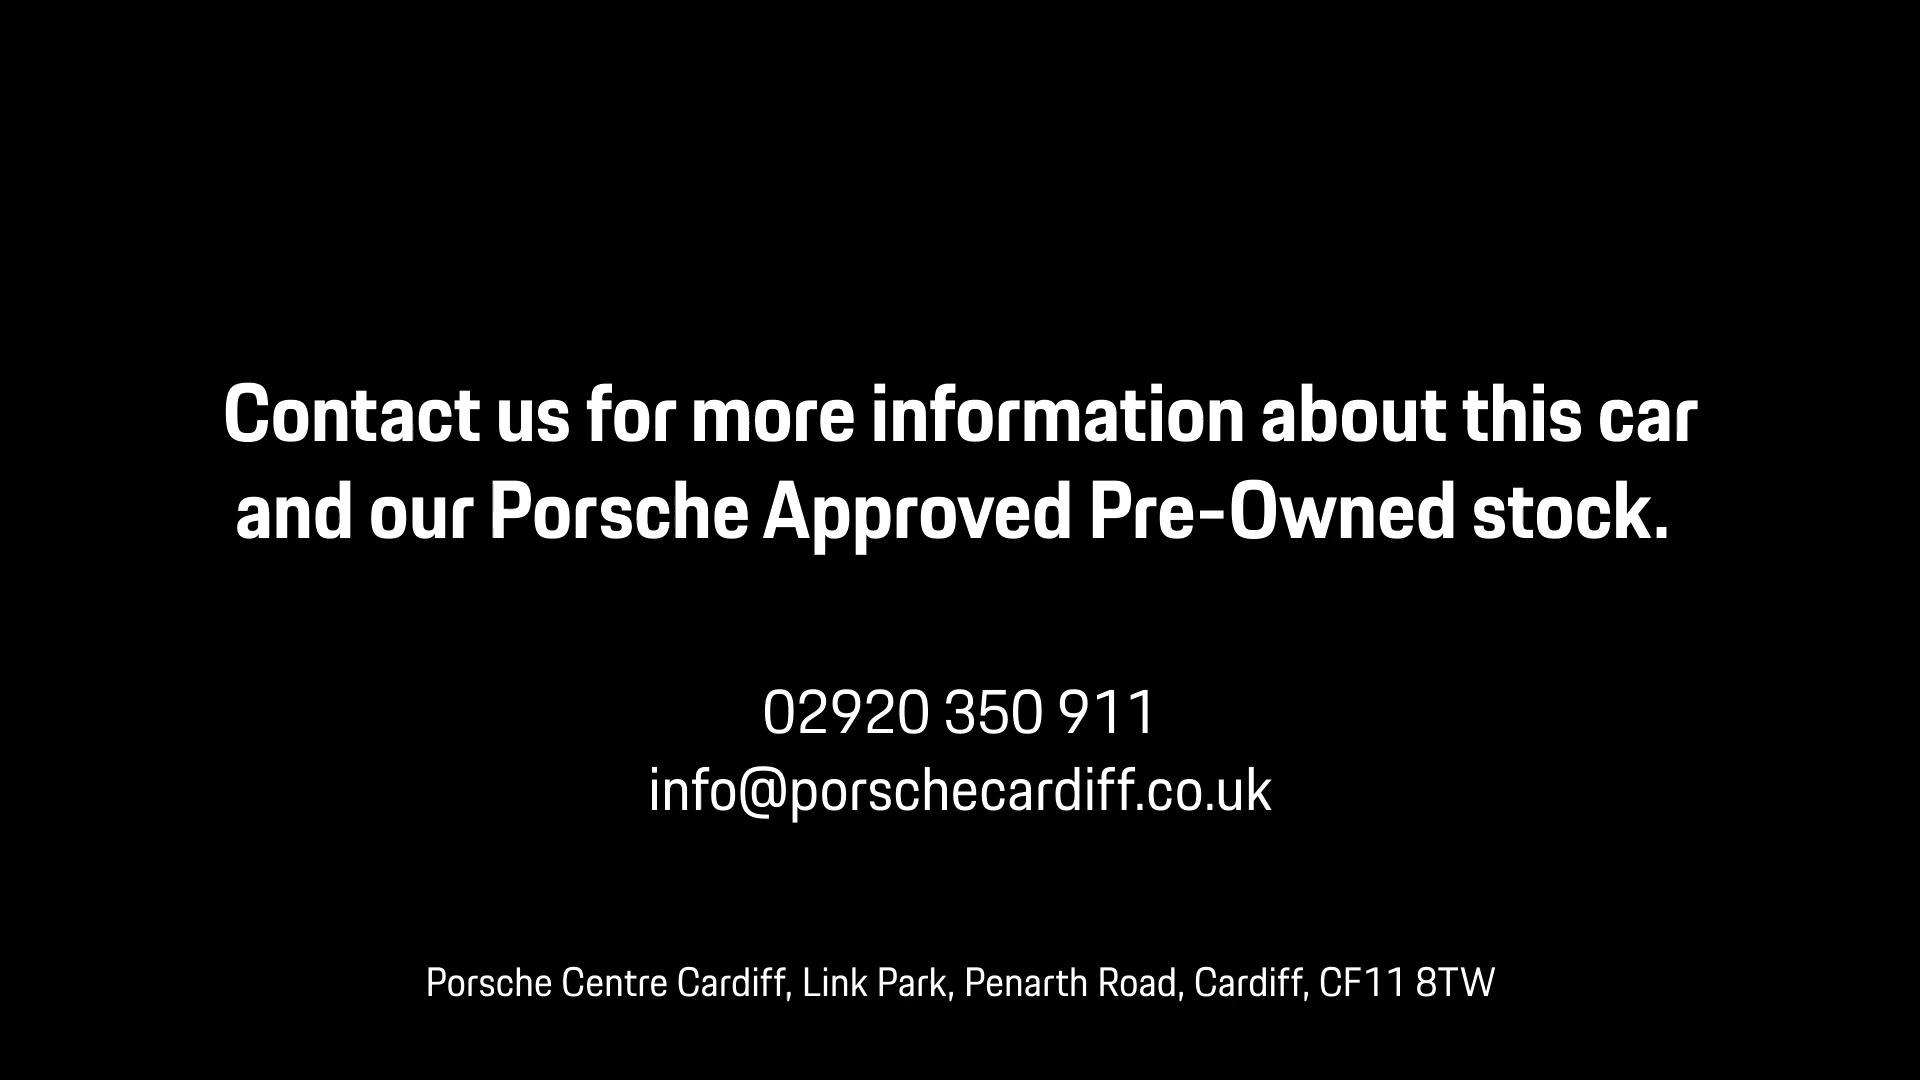 Contact us for more information about this car
and our Porsche Approved Pre-Owned stock.
02920 350 911
info@porschecardiff.co.uk
Porsche Centre Cardiff, Link Park, Penarth Road, Cardiff, CF11 8TW